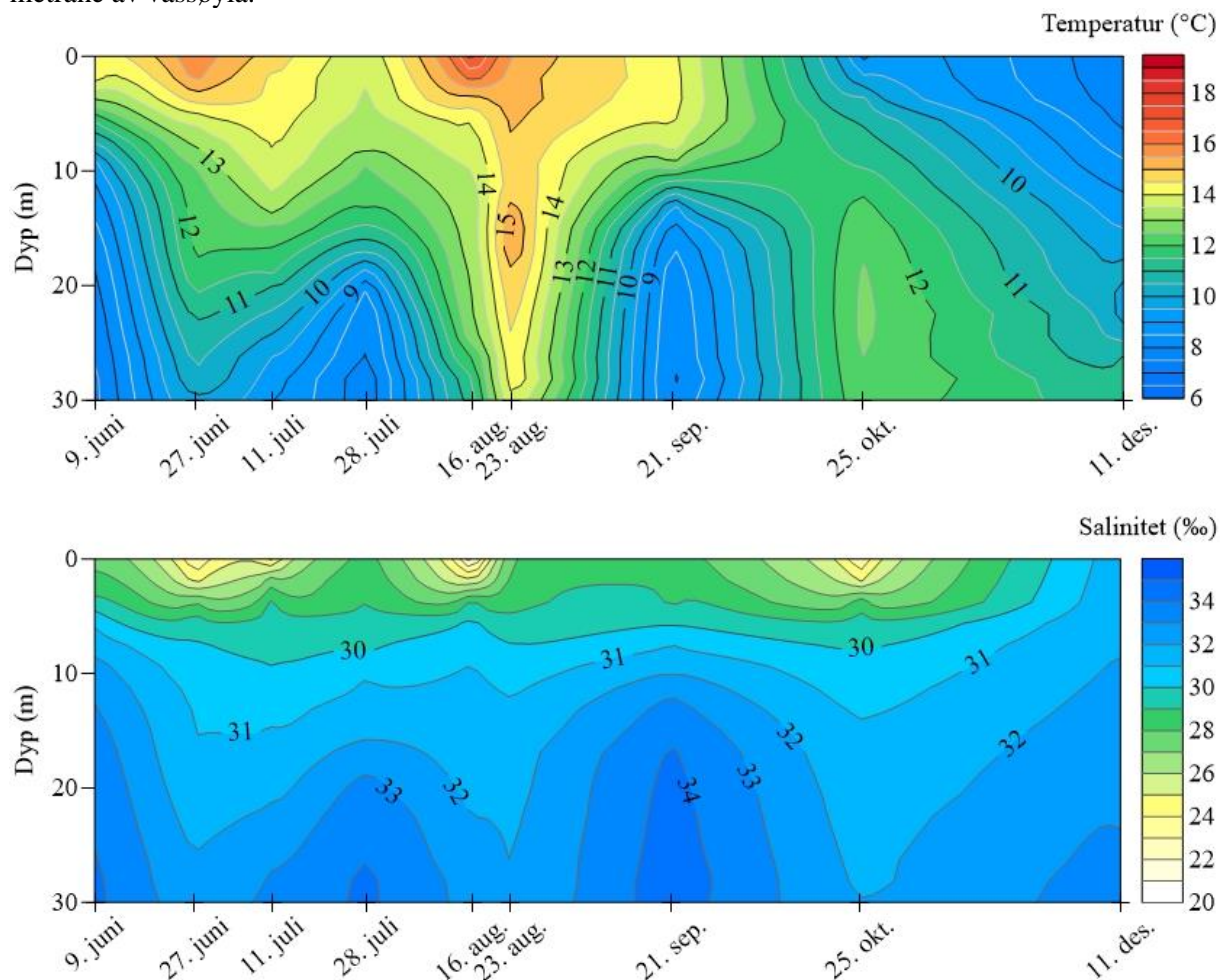 metrane av vassøyla.
Temperatur (°C)
0
10
20
30
Dyp (m)
13
12
11
10
9
14
15
14
13
12
11
10
9
12
11
10
18
16
14
12
10
8
6
9. juni
27. juni
11. juli
28. juli
16. aug.
23. aug.
21. sep.
25. okt.
11. des.
Salinitet (‰)
0
10
20
30
Dyp (m)
30
31
33
32
31
34
33
32
30
31
32
34
32
30
28
26
24
22
20
9. juni
27. juni
11. juli
28. juli
16. aug.
23. aug.
21. sep.
25. okt.
11. des.